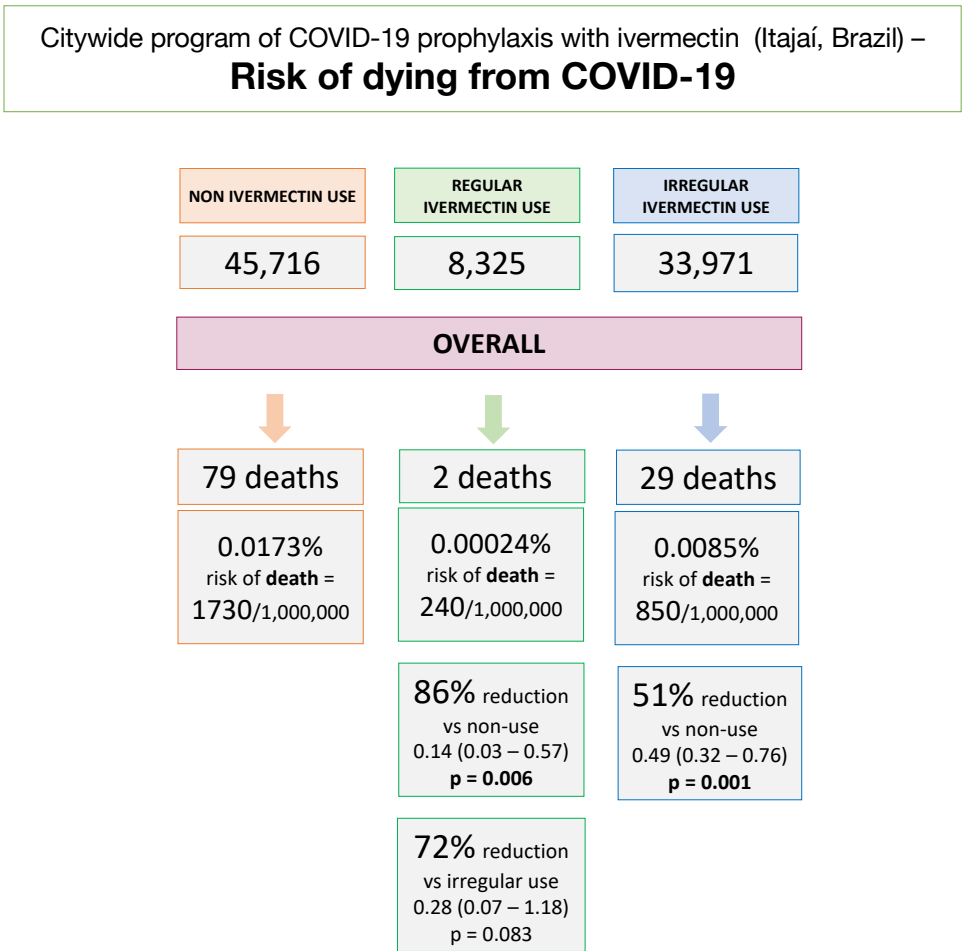 Citywide program of COVID-19 prophylaxis with ivermectin (Itajaí, Brazil) –
Risk of dying from COVID-19
NON IVERMECTIN USE
REGULAR
IVERMECTIN USE
IRREGULAR
IVERMECTIN USE
45,716
8,325
33,971
OVERALL
79 deaths
2 deaths
29 deaths
0.0173%
risk of death =
1730/1,000,000
0.00024%
risk of death =
240/1,000,000
0.0085%
risk of death =
850/1,000,000
86% reduction
vs non-use
0.14 (0.03 – 0.57)
p = 0.006
51% reduction
vs non-use
0.49 (0.32 – 0.76)
p = 0.001
72% reduction
vs irregular use
0.28 (0.07 – 1.18)
p = 0.083